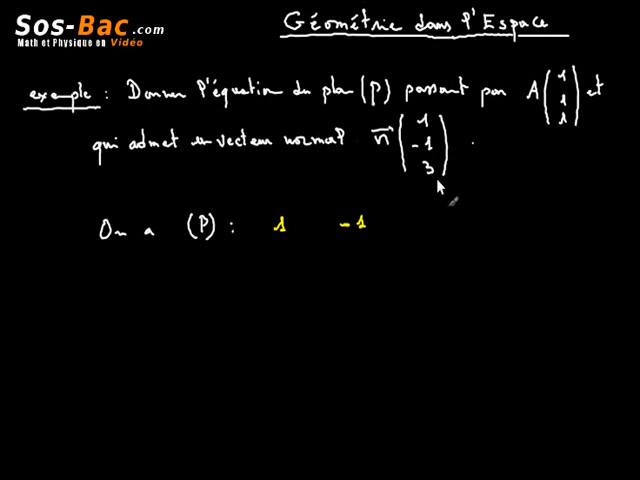 Sos-Bac.com
Math et Physique en Vidéo
Géométrie dans l'Espace
exemple : Donner l'équation du plan (P) passant par A ( 1 1 1 ) et
qui admet un vecteur normal n ( 1 -1 3 ) .
On a (P) : 1 -1